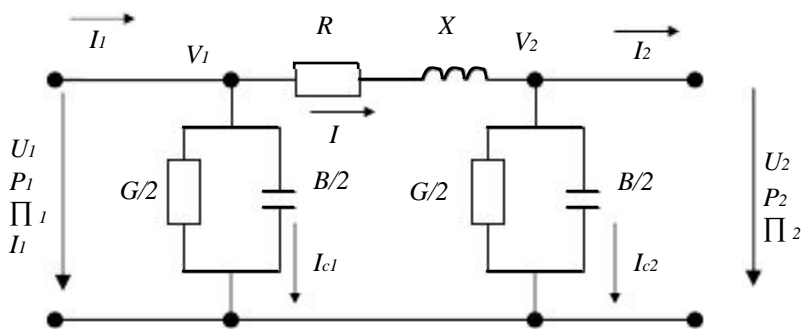 I1
V1
R
X
V2
I2
I
U1
P1
∏ 1
I1
G/2
B/2
G/2
B/2
U2
P2
∏ 2
Ic1
Ic2